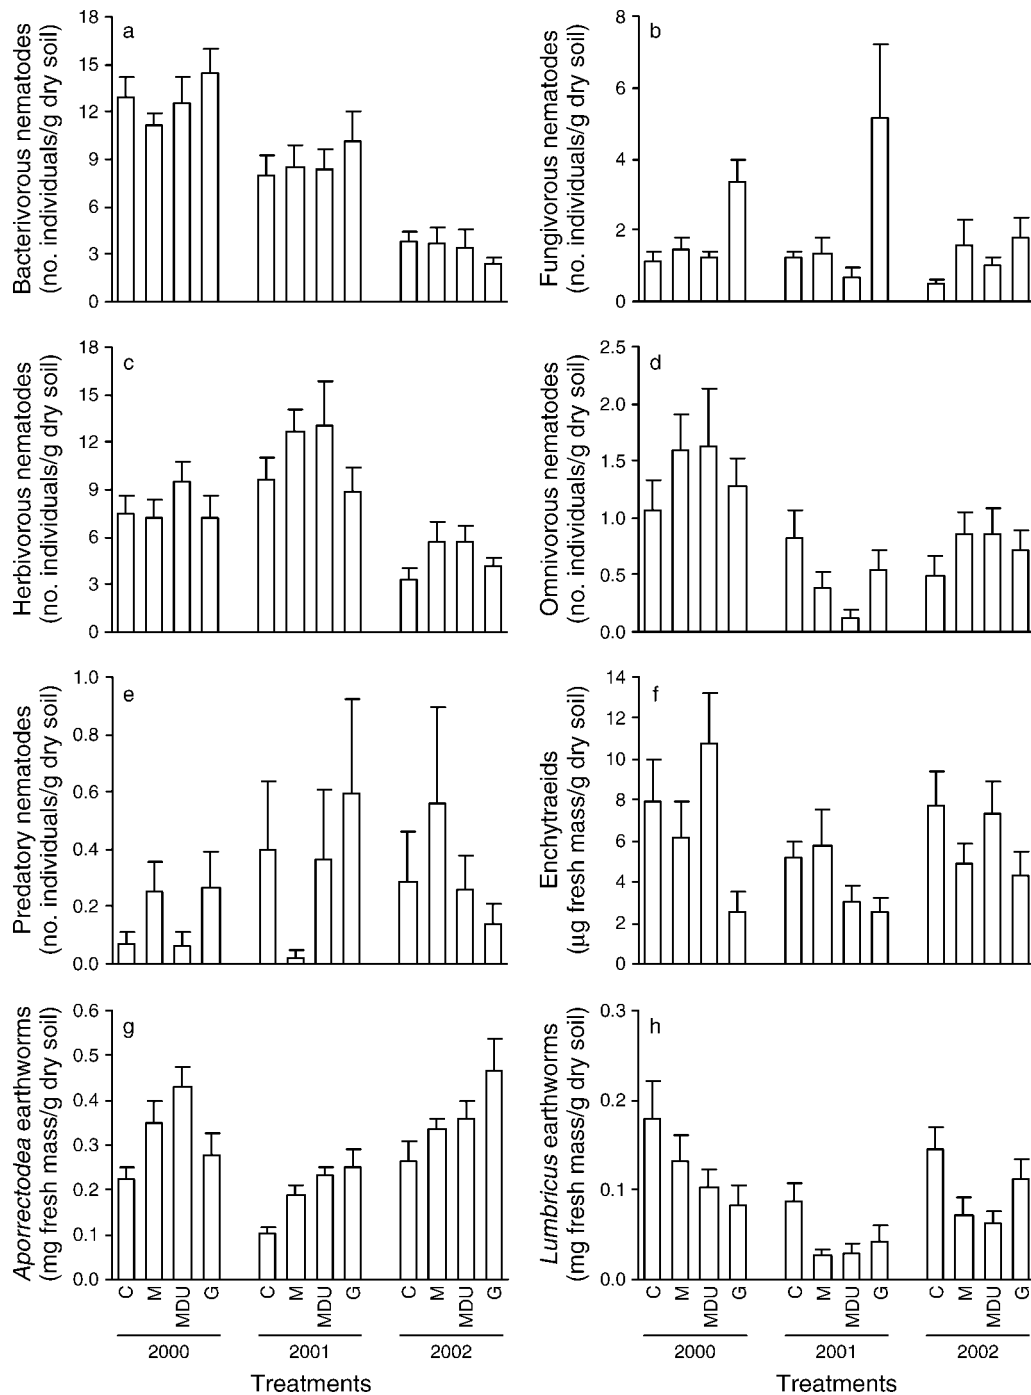 a
Bacterivorous nematodes
(no. individuals/g dry soil)
18
15
12
9
6
3
0
b
Fungivorous nematodes
(no. individuals/g dry soil)
8
6
4
2
0
c
Herbivorous nematodes
(no. individuals/g dry soil)
18
15
12
9
6
3
0
d
Omnivorous nematodes
(no. individuals/g dry soil)
2.5
2.0
1.5
1.0
0.5
0.0
e
Predatory nematodes
(no. individuals/g dry soil)
1.0
0.8
0.6
0.4
0.2
0.0
f
Enchytraeids
(µg fresh mass/g dry soil)
14
12
10
8
6
4
2
0
g
Aporrectodea earthworms
(mg fresh mass/g dry soil)
0.6
0.5
0.4
0.3
0.2
0.1
0.0
C M MDU G C M MDU G C M MDU G
2000 2001 2002
Treatments
h
Lumbricus earthworms
(mg fresh mass/g dry soil)
0.3
0.2
0.1
0.0
C M MDU G C M MDU G C M MDU G
2000 2001 2002
Treatments